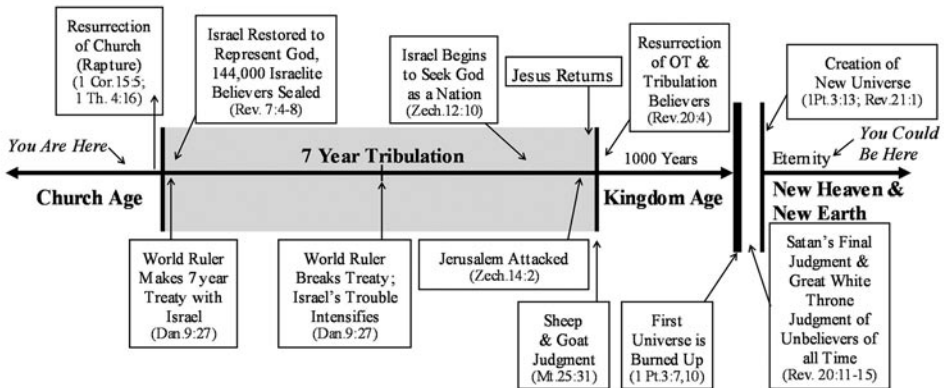 Resurrection
of Church
(Rapture)
(1 Cor.15:5;
1 Th. 4:16)
Israel Restored to
Represent God,
144,000 Israelite
Believers Sealed
(Rev. 7:4-8)
Israel Begins
to Seek God
as a Nation
(Zech.12:10)
Jesus Returns
Resurrection
of OT &
Tribulation
Believers
(Rev.20:4)
Creation of
New Universe
(1Pt.3:13; Rev.21:1)
You Are Here
7 Year Tribulation
1000 Years
Eternity
You Could
Be Here
Church Age
Kingdom Age
New Heaven &
New Earth
World Ruler
Makes 7 year
Treaty with
Israel
(Dan.9:27)
World Ruler
Breaks Treaty;
Israel's Trouble
Intensifies
(Dan.9:27)
Jerusalem Attacked
(Zech.14:2)
Sheep
& Goat
Judgment
(Mt.25:31)
First
Universe is
Burned Up
(1 Pt.3:7,10)
Satan's Final
Judgment &
Great White
Throne
Judgment of
Unbelievers
of all Time
(Rev. 20:11-15)